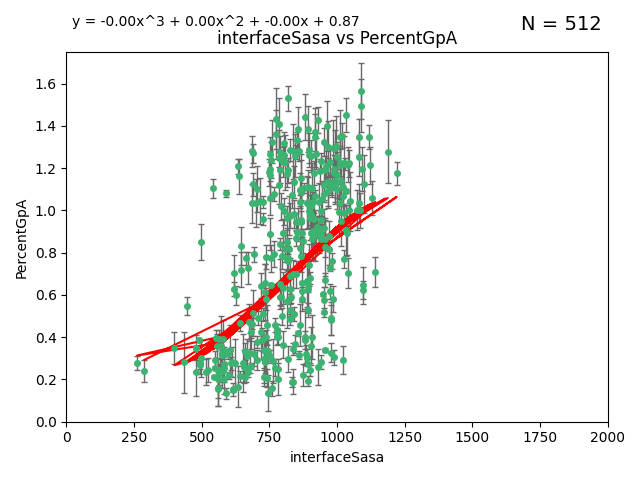 y = -0.00x^3 + 0.00x^2 + -0.00x + 0.87
N = 512
interfaceSasa vs PercentGpA
PercentGpA
1.6
1.4
1.2
1.0
0.8
0.6
0.4
0.2
0.0
0 250 500 750 1000 1250 1500 1750 2000
interfaceSasa